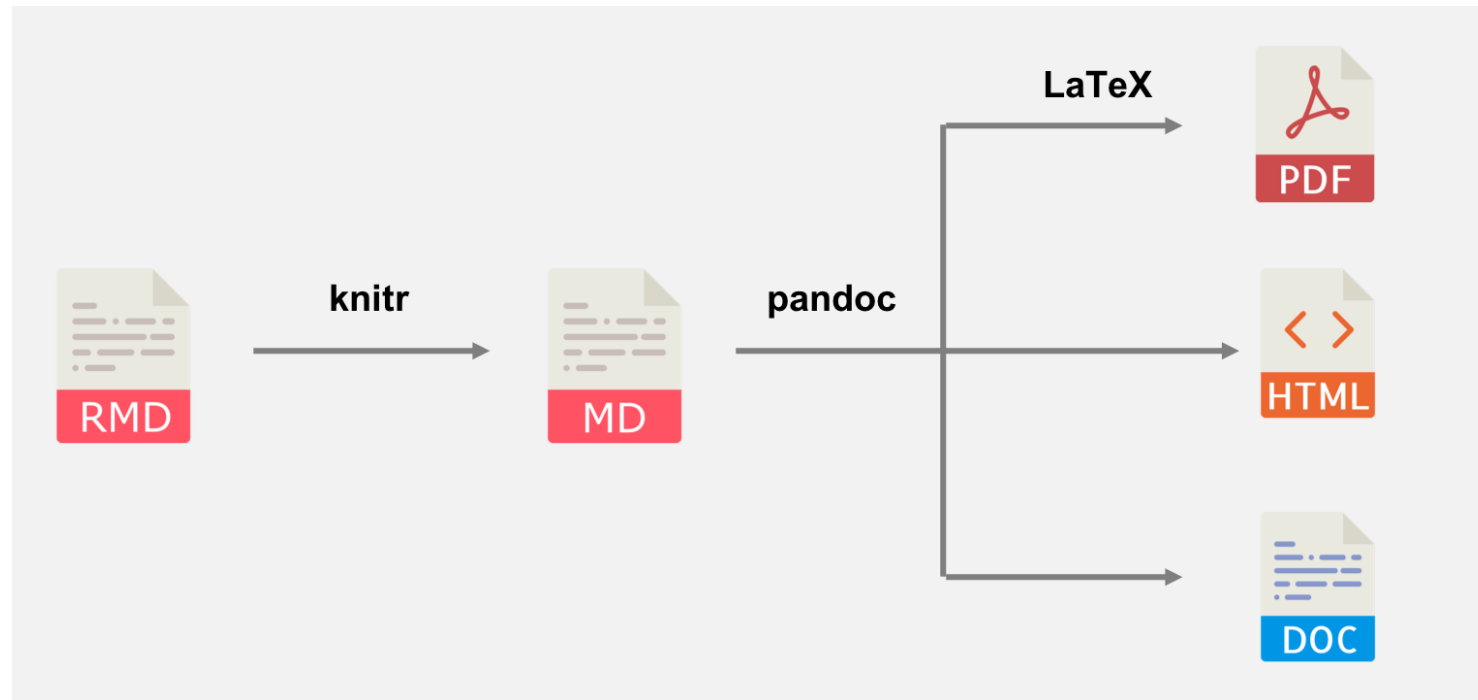 LaTeX
PDF
knitr
pandoc
RMD
MD
HTML
DOC